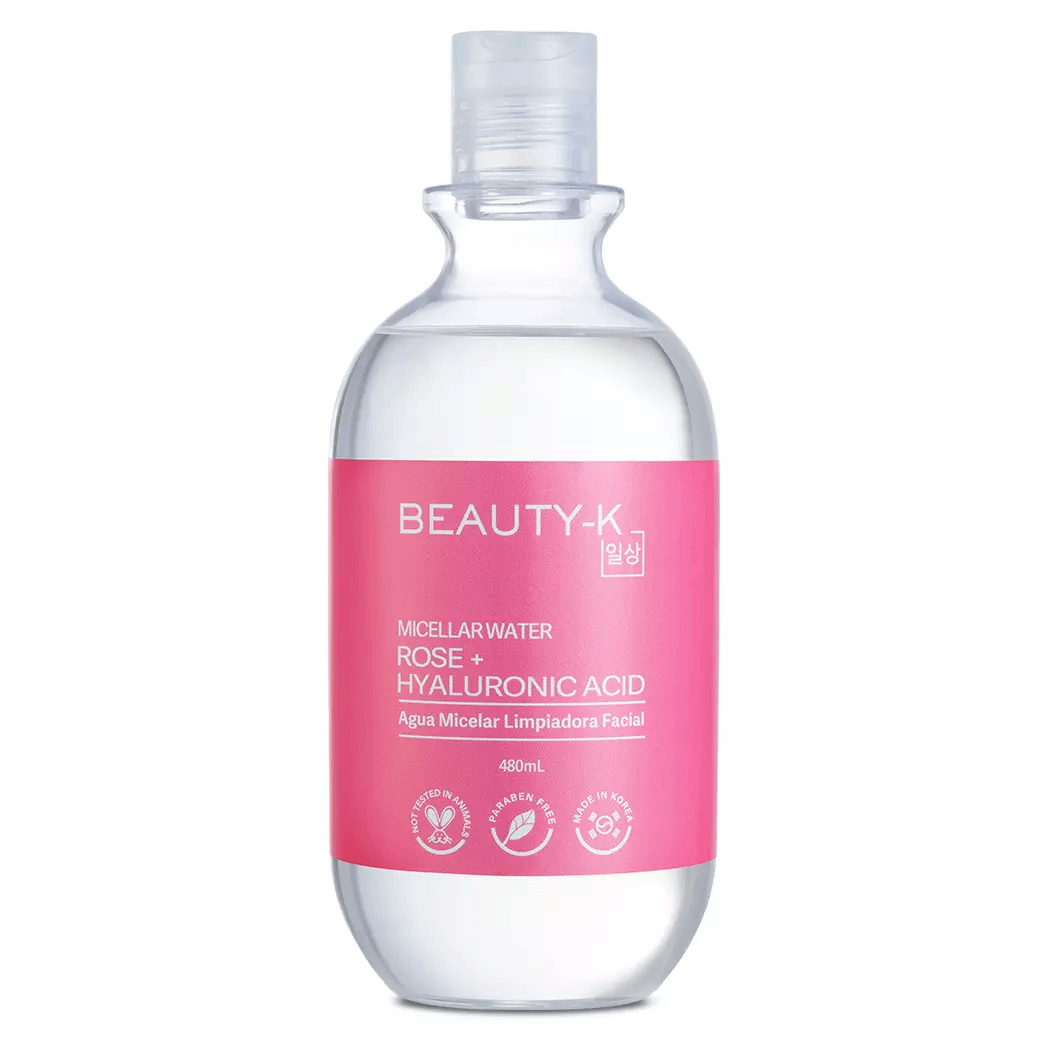 BEAUTY-K
일상
MICELLAR WATER
ROSE +
HYALURONIC ACID
Agua Micelar Limpiadora Facial
480mL
NOT TESTED IN ANIMALS
PARABEN FREE
MADE IN KOREA